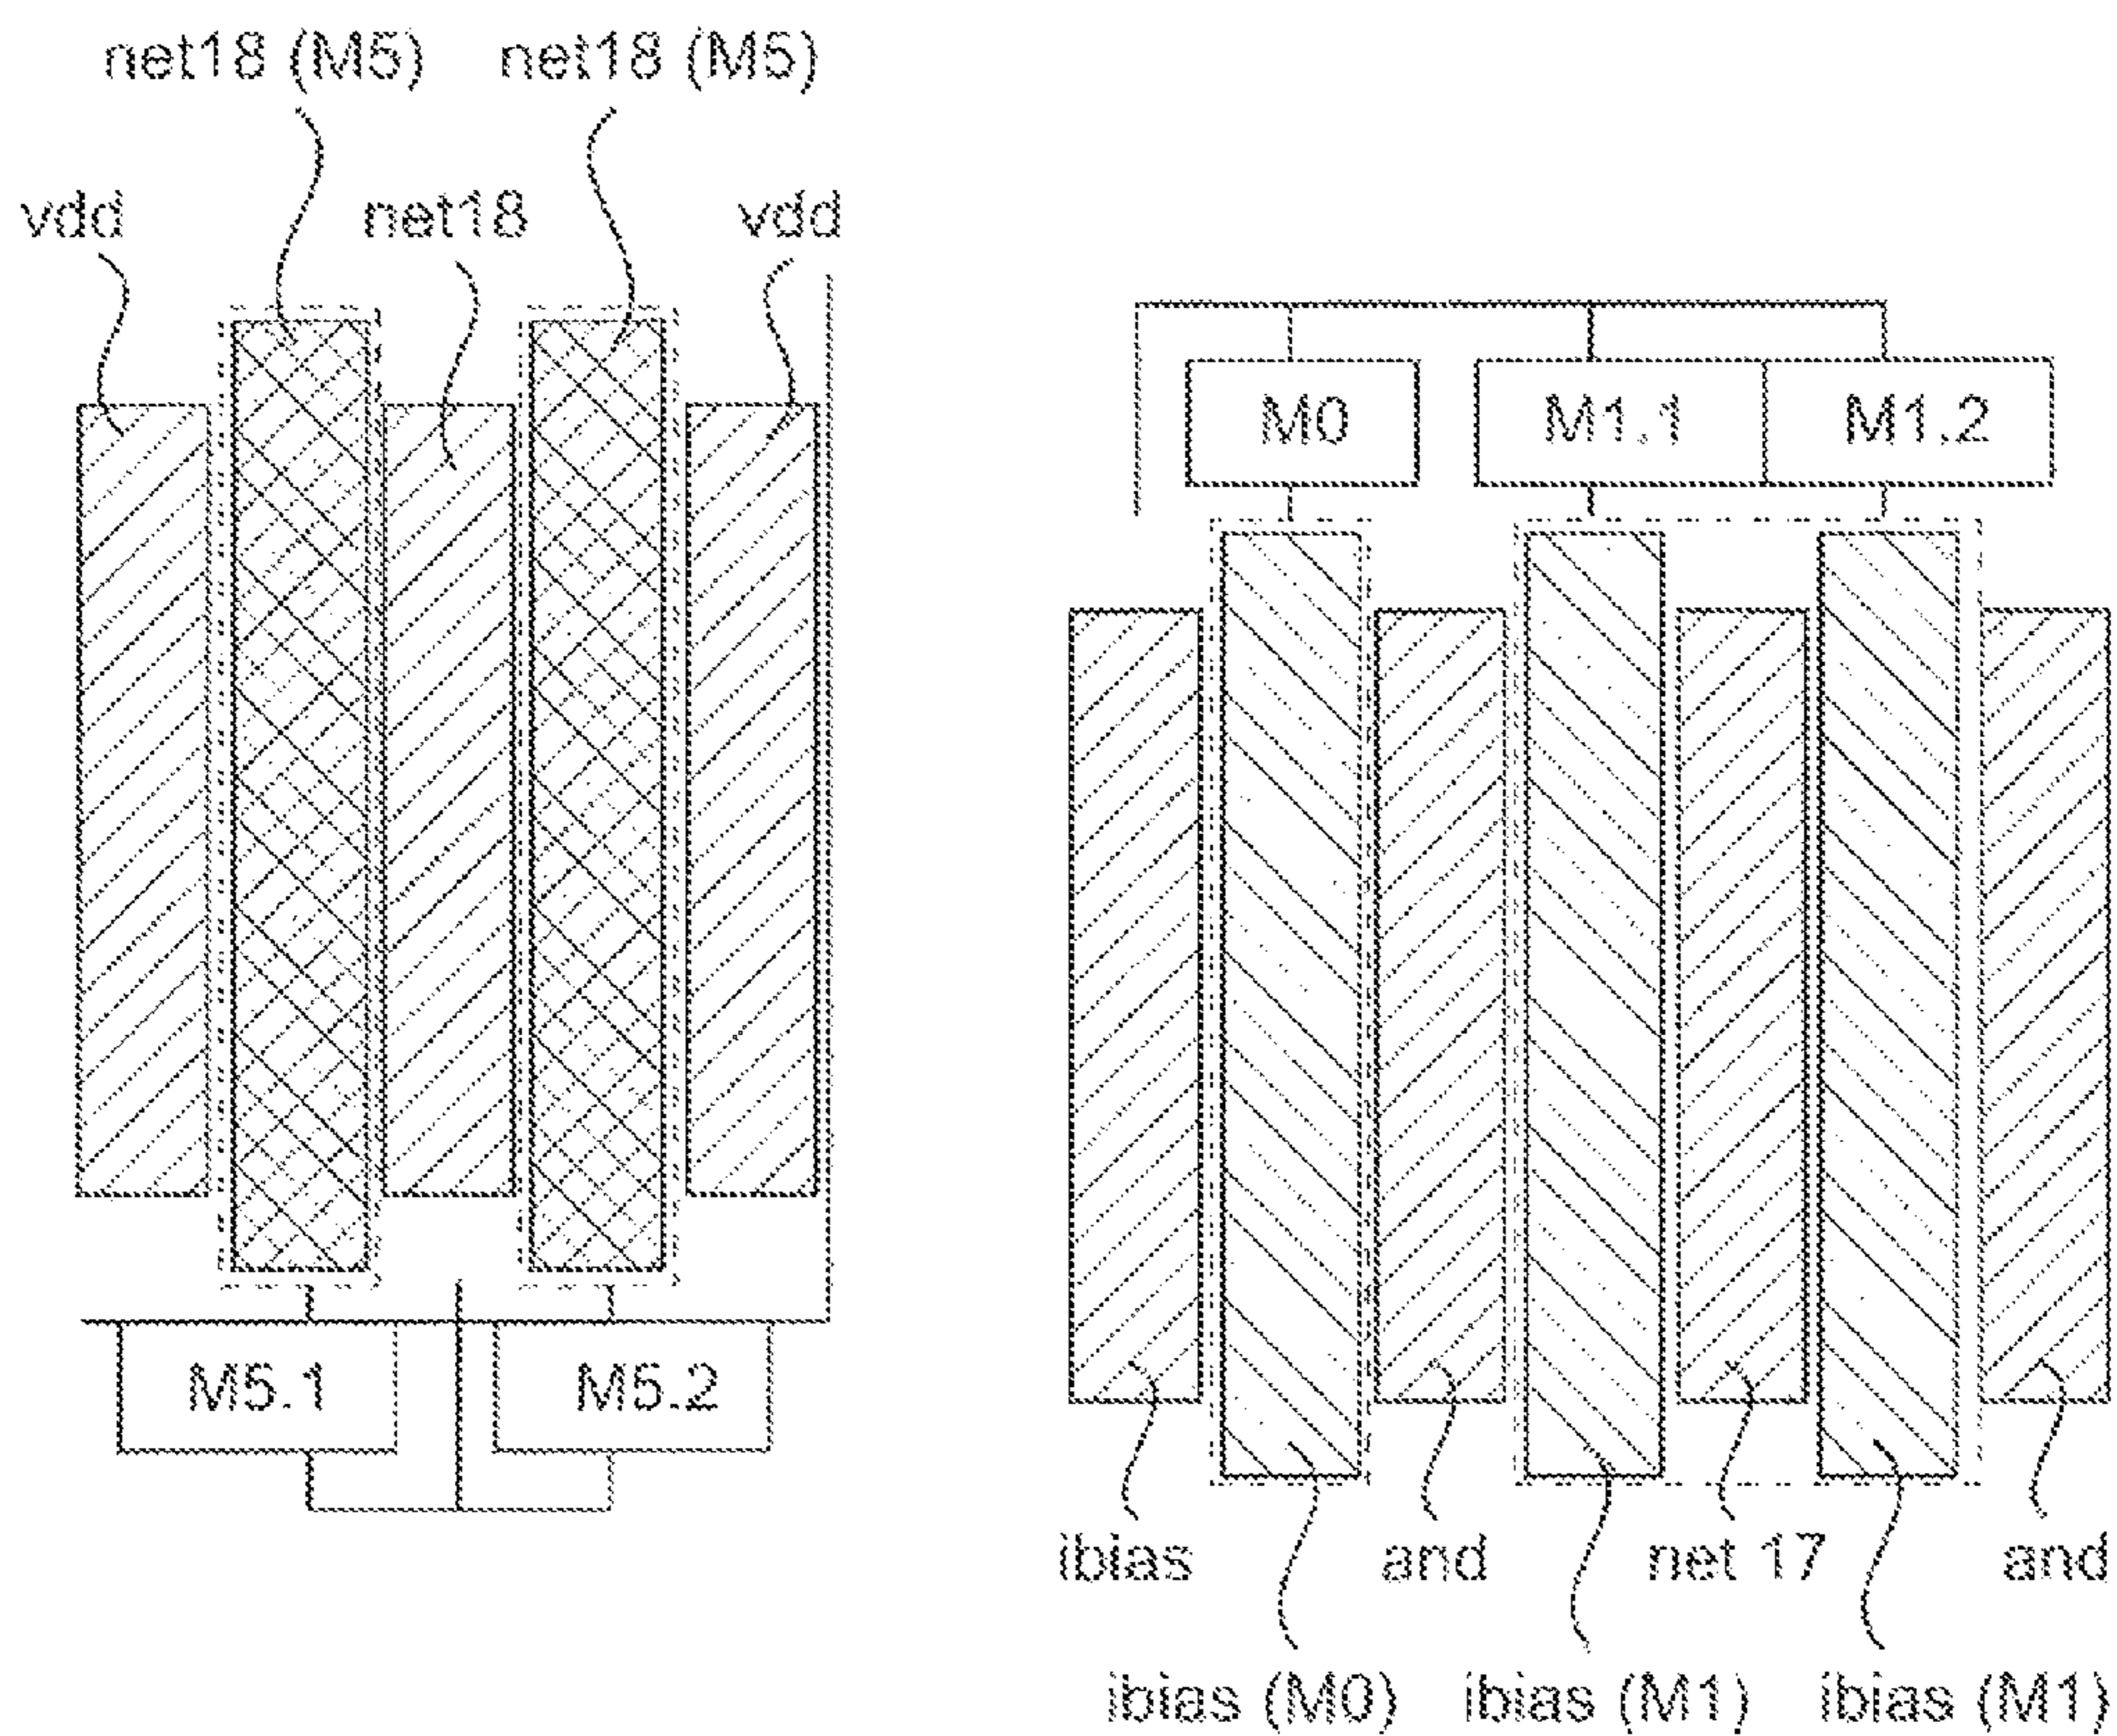 net18 (M5) net18 (M5)
vdd net18 vdd
M0 M1.1 M1.2
M5.1 M5.2
ibias and net 17 and
ibias (M0) ibias (M1) ibias (M1)